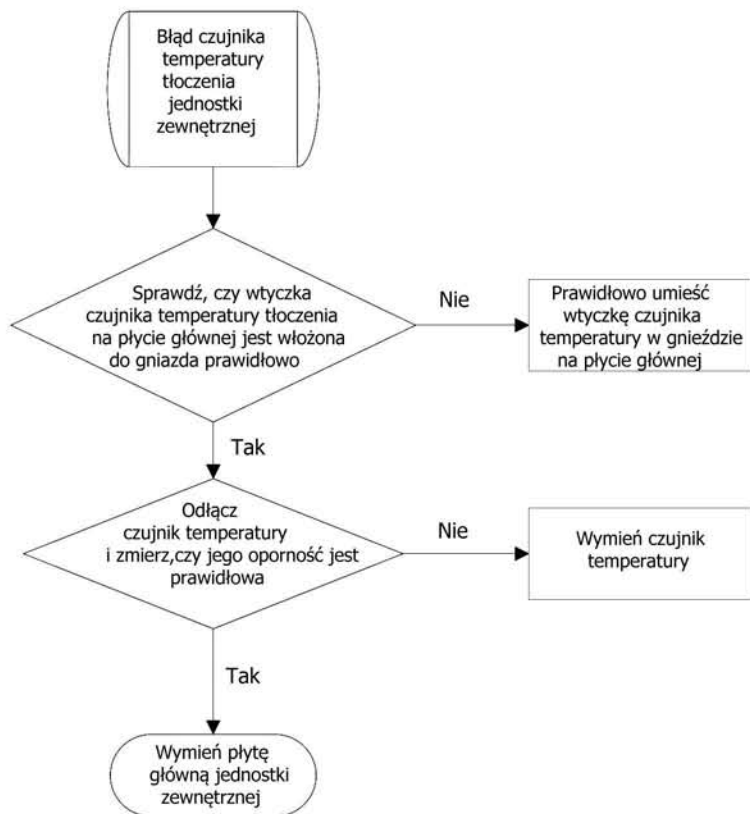 Błąd czujnika
temperatury
tłoczenia
jednostki
zewnętrznej
Sprawdź, czy wtyczka
czujnika temperatury tłoczenia
na płycie głównej jest włożona
do gniazda prawidłowo
Nie
Prawidłowo umieść
wtyczkę czujnika
temperatury w gnieździe
na płycie głównej
Tak
Odłącz
czujnik temperatury
i zmierz,czy jego oporność jest
prawidłowa
Nie
Wymień czujnik
temperatury
Tak
Wymień płytę
główną jednostki
zewnętrznej